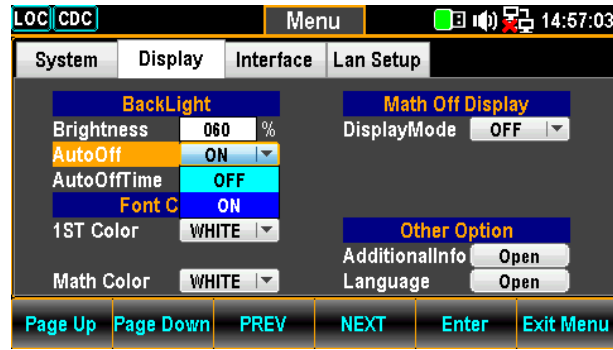 LOC CDC Menu 14:57:03
System Display Interface Lan Setup
BackLight Math Off Display
Brightness 060 % DisplayMode OFF
AutoOff ON
AutoOffTime OFF
Font C ON
1ST Color WHITE Other Option
AdditionalInfo Open
Math Color WHITE Language Open
Page Up Page Down PREV NEXT Enter Exit Menu